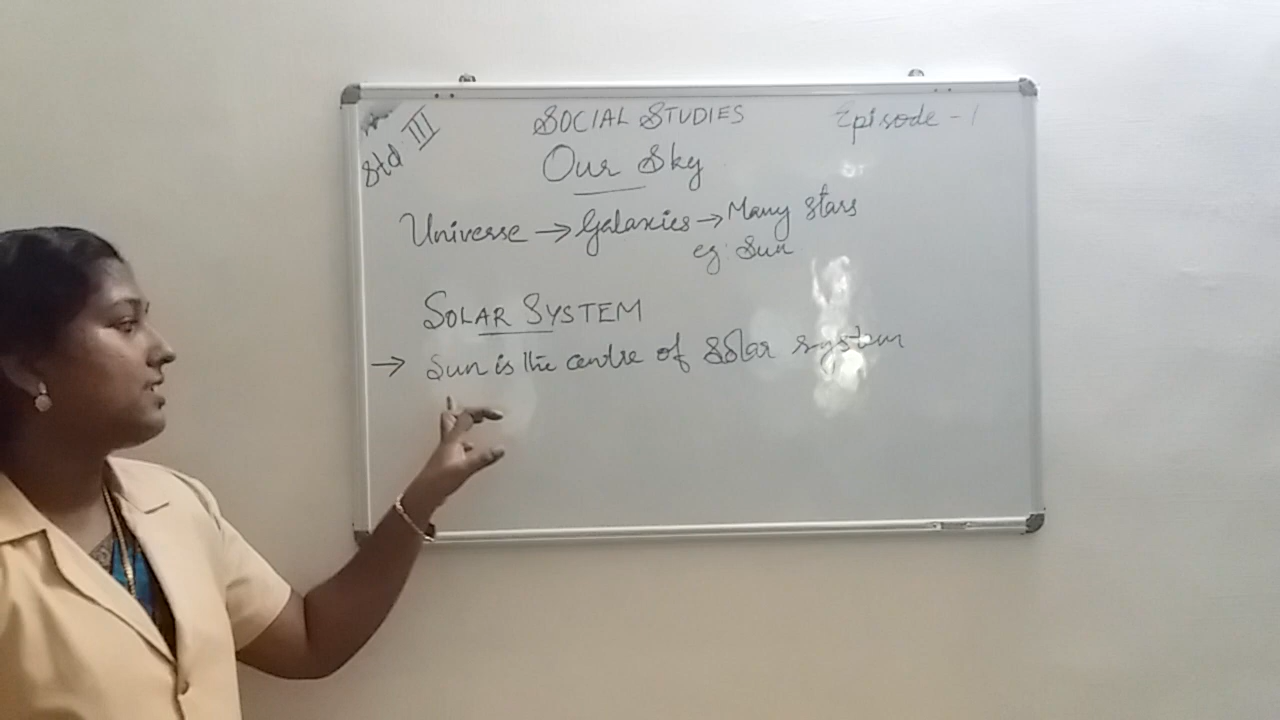 Std III
SOCIAL STUDIES
Episode - 1
Our Sky
Universe → Galaxies → Many stars
eg: Sun
SOLAR SYSTEM
→ Sun is the centre of Solar system